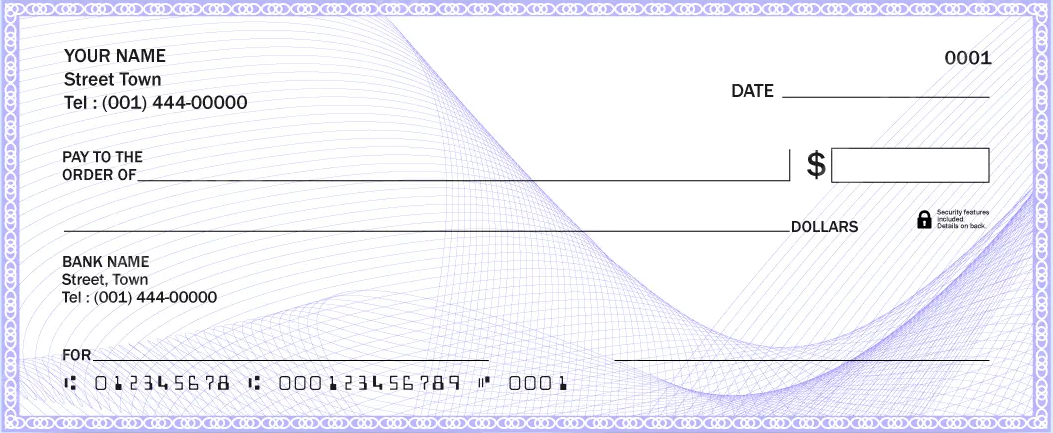 YOUR NAME
Street Town
Tel : (001) 444-00000
0001
DATE
PAY TO THE
ORDER OF
$
DOLLARS
Security features
included.
Details on back.
BANK NAME
Street, Town
Tel : (001) 444-00000
FOR
⑆ 012345678 ⑆ 000123456789 ⑈ 0001